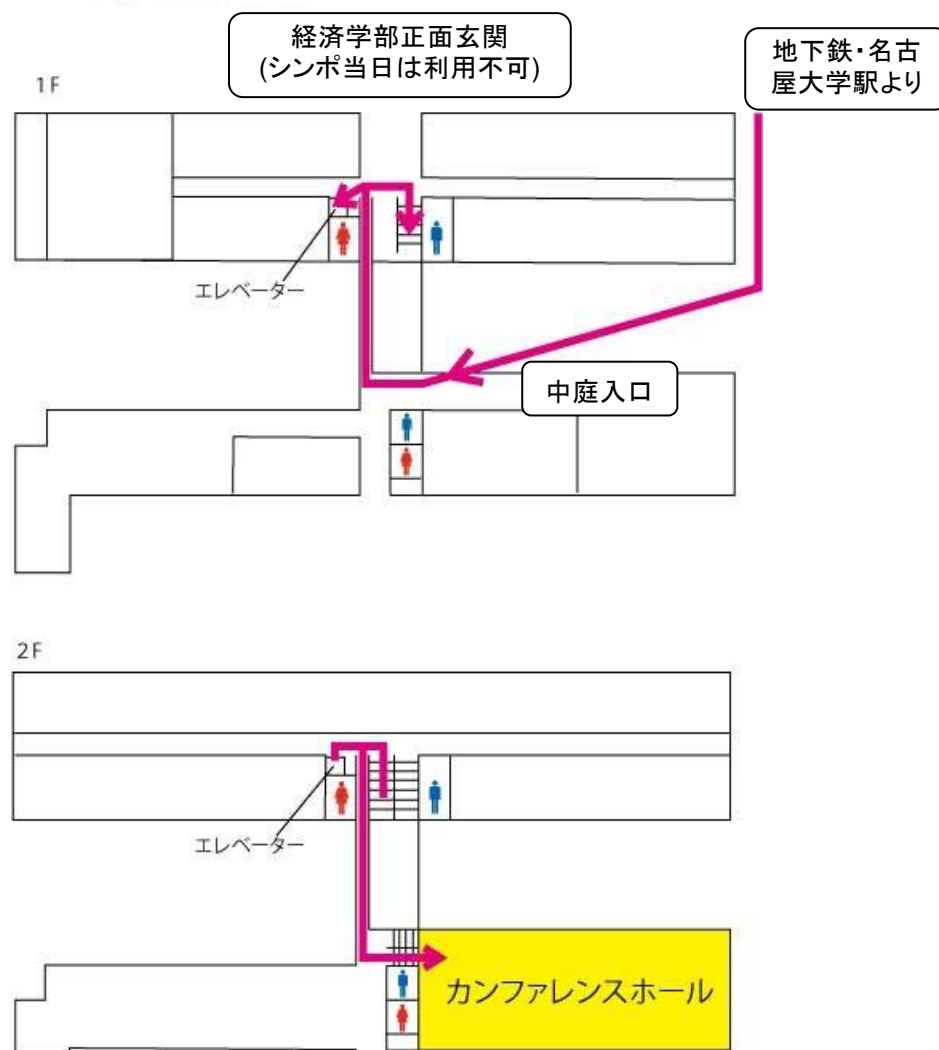 経済学部正面玄関
(シンポ当日は利用不可)
地下鉄・名古
屋大学駅より
1F
エレベーター
中庭入口
2F
エレベーター
カンファレンスホール